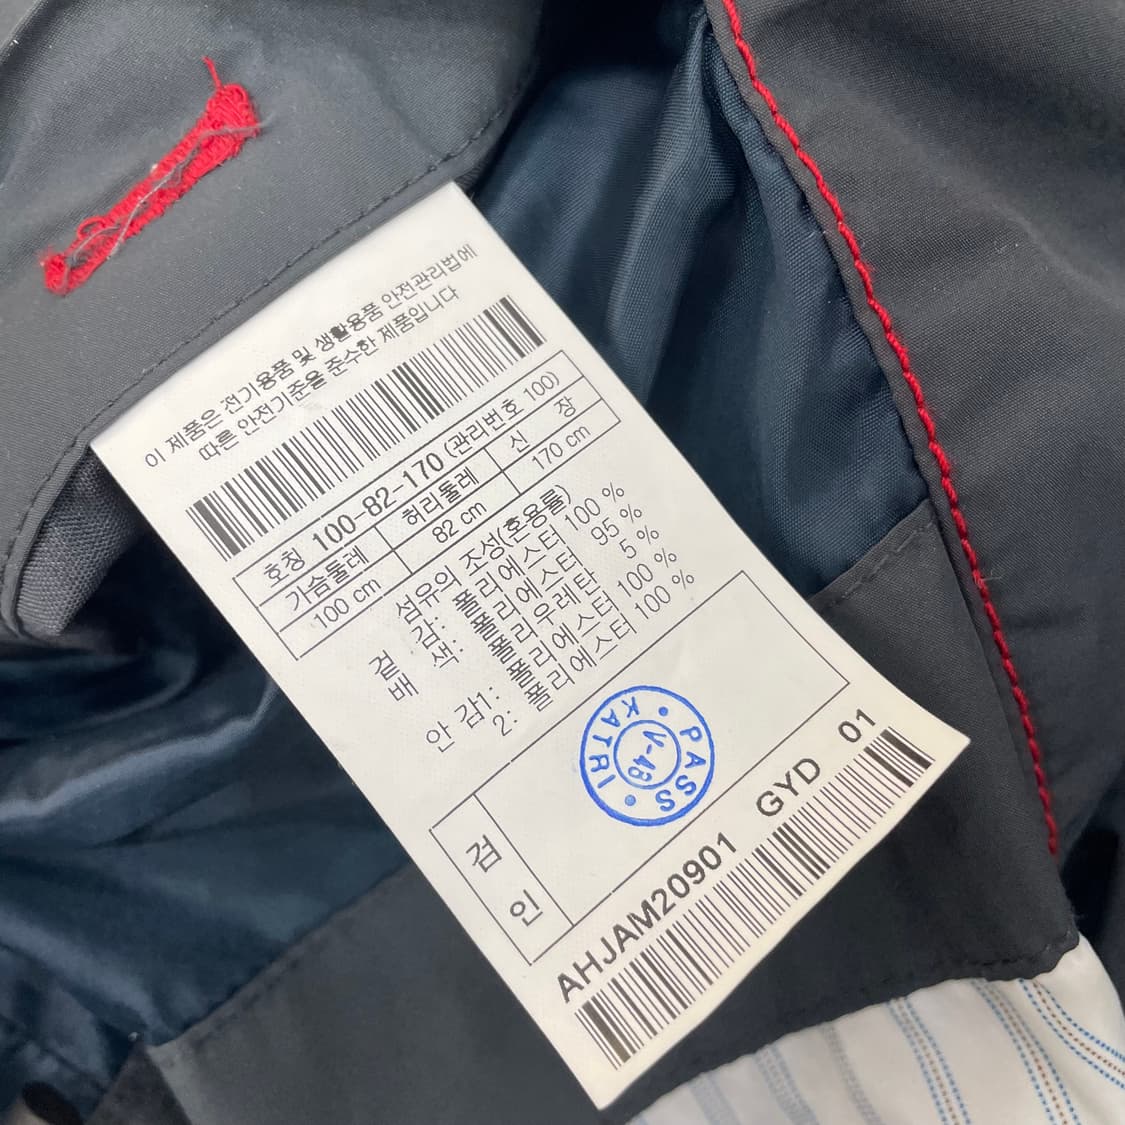 이 제품은 전기용품 및 생활용품 안전관리법에
따른 안전기준을 준수한 제품입니다
호칭 100-82-170 (관리번호 100)
가슴둘레 허리둘레 신 장
100 cm 82 cm 170 cm
섬유의 조성(혼용률)
겉 감: 폴리에스터 100 %
배 색: 폴리에스터 95 %
폴리우레탄 5 %
안 감1: 폴리에스터 100 %
2: 폴리에스터 100 %
검
인
KATRI • PASS •
V-48
AHJAM20901 GYD 01